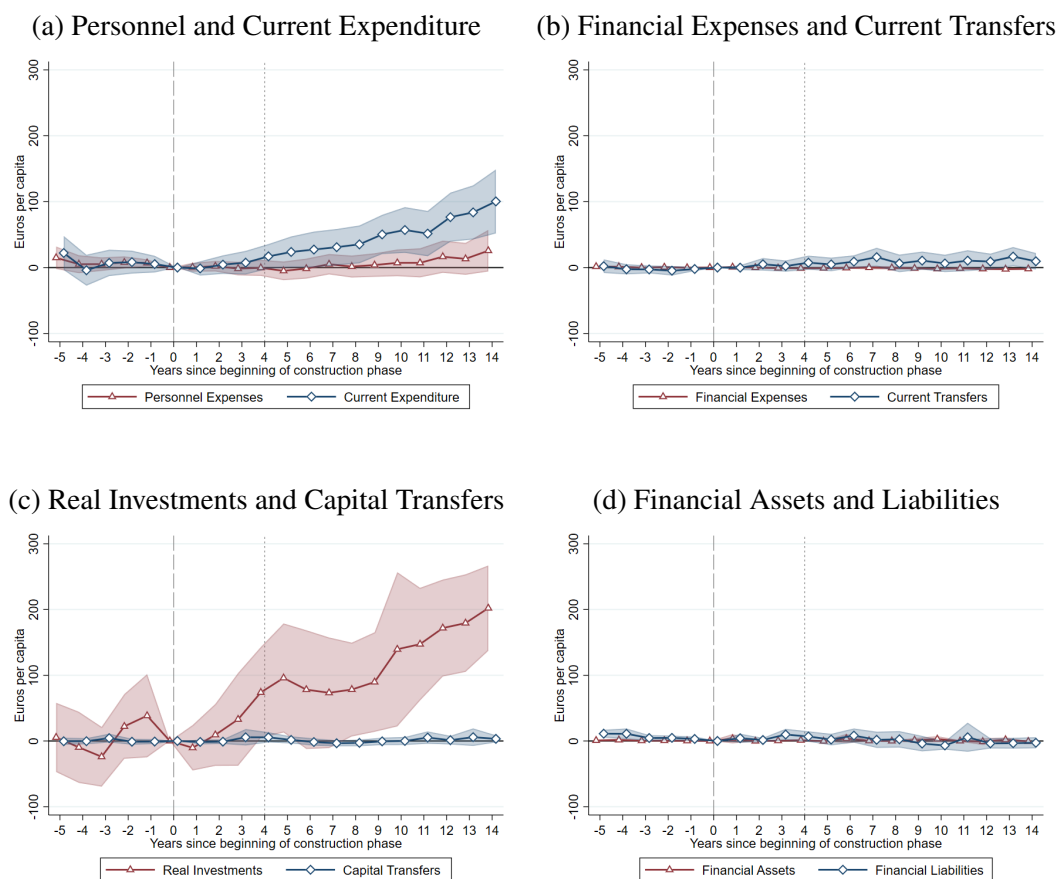 (a) Personnel and Current Expenditure
300
200
100
0
-100
Euros per capita
-5 -4 -3 -2 -1 0 1 2 3 4 5 6 7 8 9 10 11 12 13 14
Years since beginning of construction phase
Personnel Expenses Current Expenditure
(b) Financial Expenses and Current Transfers
300
200
100
0
-100
Euros per capita
-5 -4 -3 -2 -1 0 1 2 3 4 5 6 7 8 9 10 11 12 13 14
Years since beginning of construction phase
Financial Expenses Current Transfers
(c) Real Investments and Capital Transfers
300
200
100
0
-100
Euros per capita
-5 -4 -3 -2 -1 0 1 2 3 4 5 6 7 8 9 10 11 12 13 14
Years since beginning of construction phase
Real Investments Capital Transfers
(d) Financial Assets and Liabilities
300
200
100
0
-100
Euros per capita
-5 -4 -3 -2 -1 0 1 2 3 4 5 6 7 8 9 10 11 12 13 14
Years since beginning of construction phase
Financial Assets Financial Liabilities